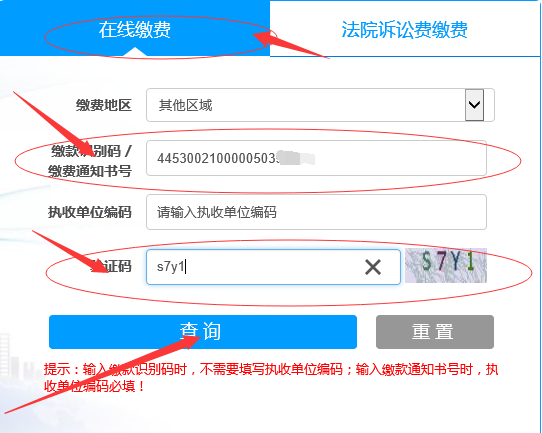 在线缴费
法院诉讼费缴费
缴费地区
其他区域
缴款识别码 /
缴费通知书号
445300210000050
执收单位编码
请输入执收单位编码
验证码
s7y1
S7Y1
查 询
重 置
提示：输入缴款识别码时，不需要填写执收单位编码；输入缴款通知书号时，执
收单位编码必填！